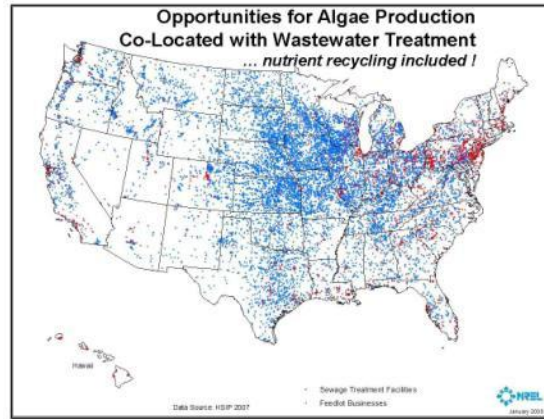 Opportunities for Algae Production
Co-Located with Wastewater Treatment
... nutrient recycling included !
Hawaii
Sewage Treatment Facilities
Feedlot Businesses
Data Source: HSIP 2007
NREL